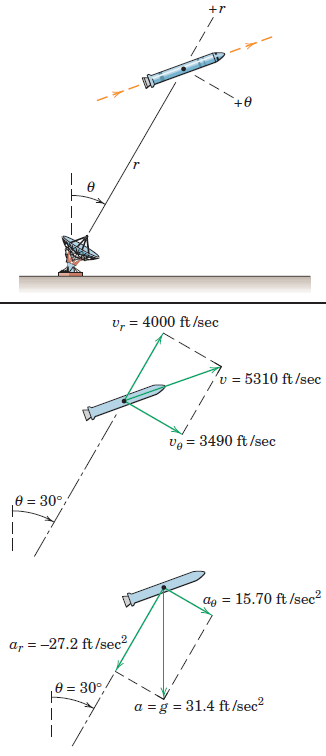 +r
+θ
r
θ
v_r = 4000 ft/sec
v = 5310 ft/sec
v_θ = 3490 ft/sec
θ = 30°
a_θ = 15.70 ft/sec²
a_r = –27.2 ft/sec²
θ = 30°
a = g = 31.4 ft/sec²